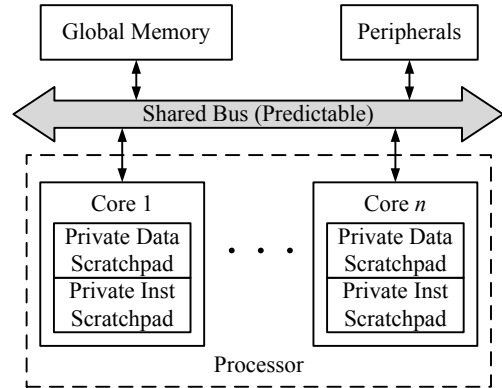 Global Memory
Peripherals
Shared Bus (Predictable)
Core 1
Private Data
Scratchpad
Private Inst
Scratchpad
. . .
Core n
Private Data
Scratchpad
Private Inst
Scratchpad
Processor